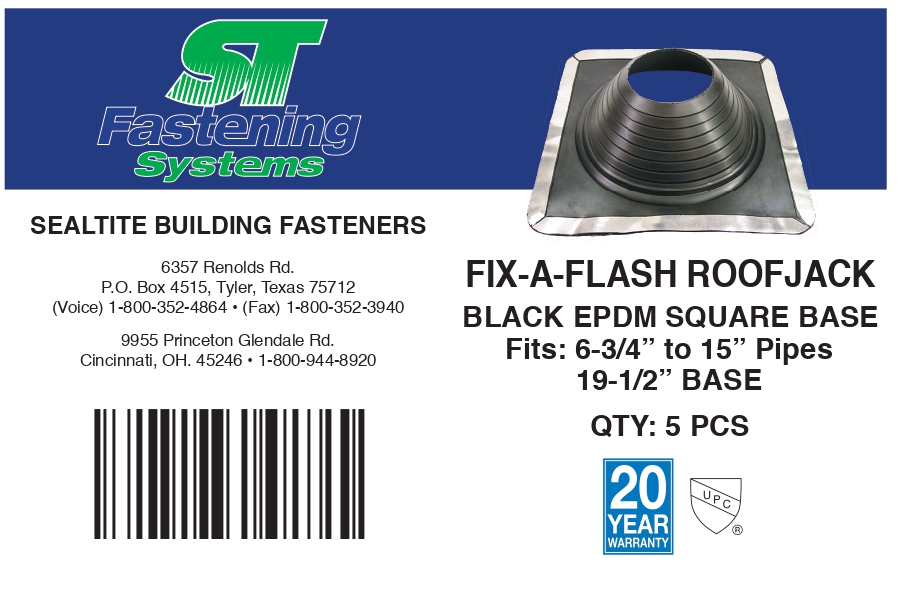 ST
Fastening
Systems
SEALTITE BUILDING FASTENERS
6357 Renolds Rd.
P.O. Box 4515, Tyler, Texas 75712
(Voice) 1-800-352-4864 • (Fax) 1-800-352-3940
9955 Princeton Glendale Rd.
Cincinnati, OH. 45246 • 1-800-944-8920
FIX-A-FLASH ROOFJACK
BLACK EPDM SQUARE BASE
Fits: 6-3/4” to 15” Pipes
19-1/2” BASE
QTY: 5 PCS
20
YEAR
WARRANTY
UPC
®